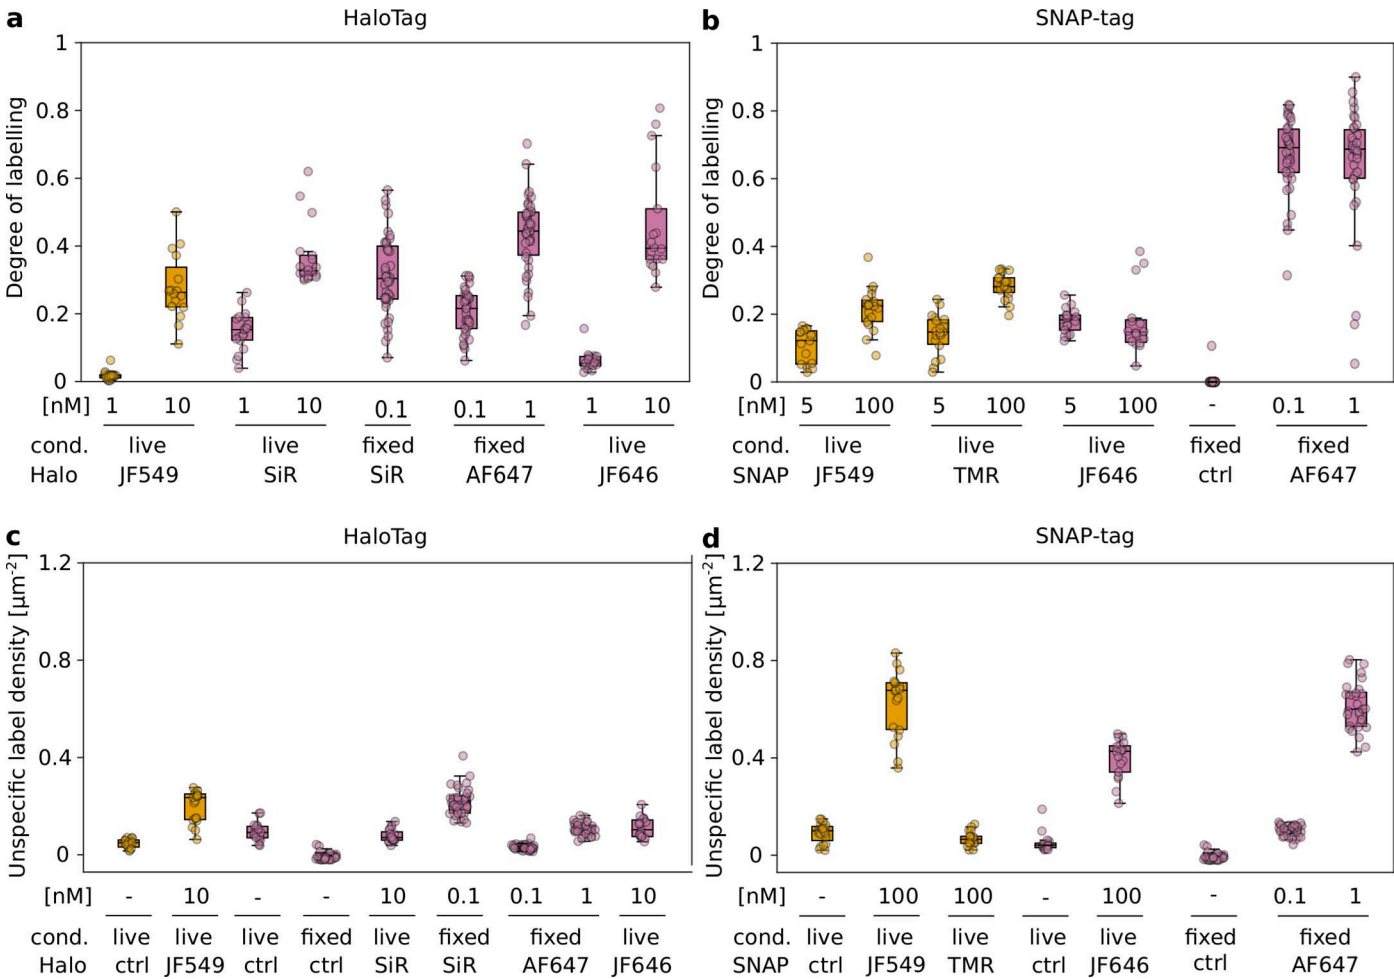 a
HaloTag
Degree of labelling
1
0.8
0.6
0.4
0.2
0
[nM] 1 10 1 10 0.1 0.1 1 1 10
cond. live live fixed fixed live
Halo JF549 SiR SiR AF647 JF646
b
SNAP-tag
Degree of labelling
1
0.8
0.6
0.4
0.2
0
[nM] 5 100 5 100 5 100 - 0.1 1
cond. live live live fixed fixed
SNAP JF549 TMR JF646 ctrl AF647
c
HaloTag
Unspecific label density [µm⁻²]
1.2
0.8
0.4
0
[nM] - 10 - - 10 0.1 0.1 1 10
cond. live live live fixed live fixed fixed live
Halo ctrl JF549 ctrl ctrl SiR SiR AF647 JF646
d
SNAP-tag
Unspecific label density [µm⁻²]
1.2
0.8
0.4
0
[nM] - 100 100 - 100 - 0.1 1
cond. live live live live live fixed fixed
SNAP ctrl JF549 TMR ctrl JF646 ctrl AF647